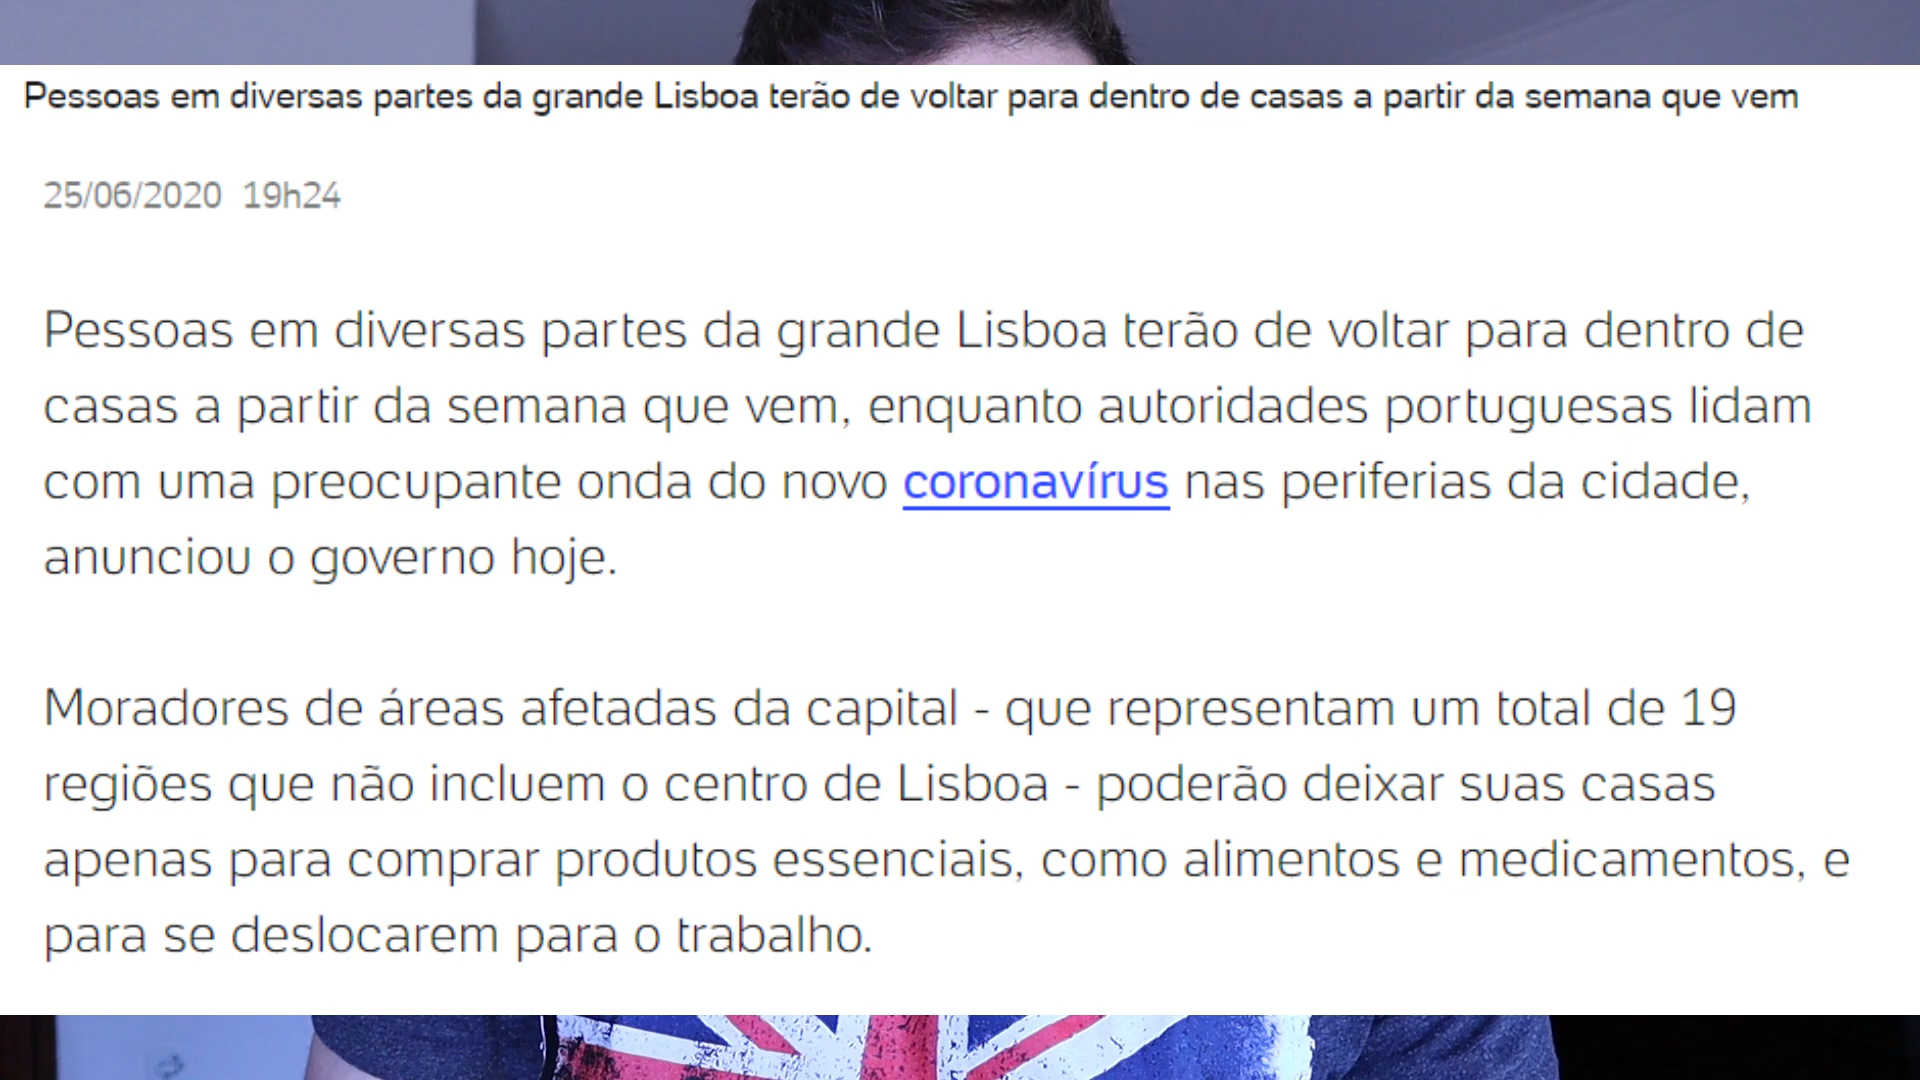 Pessoas em diversas partes da grande Lisboa terão de voltar para dentro de casas a partir da semana que vem
25/06/2020 19h24
Pessoas em diversas partes da grande Lisboa terão de voltar para dentro de
casas a partir da semana que vem, enquanto autoridades portuguesas lidam
com uma preocupante onda do novo coronavírus nas periferias da cidade,
anunciou o governo hoje.
Moradores de áreas afetadas da capital - que representam um total de 19
regiões que não incluem o centro de Lisboa - poderão deixar suas casas
apenas para comprar produtos essenciais, como alimentos e medicamentos, e
para se deslocarem para o trabalho.